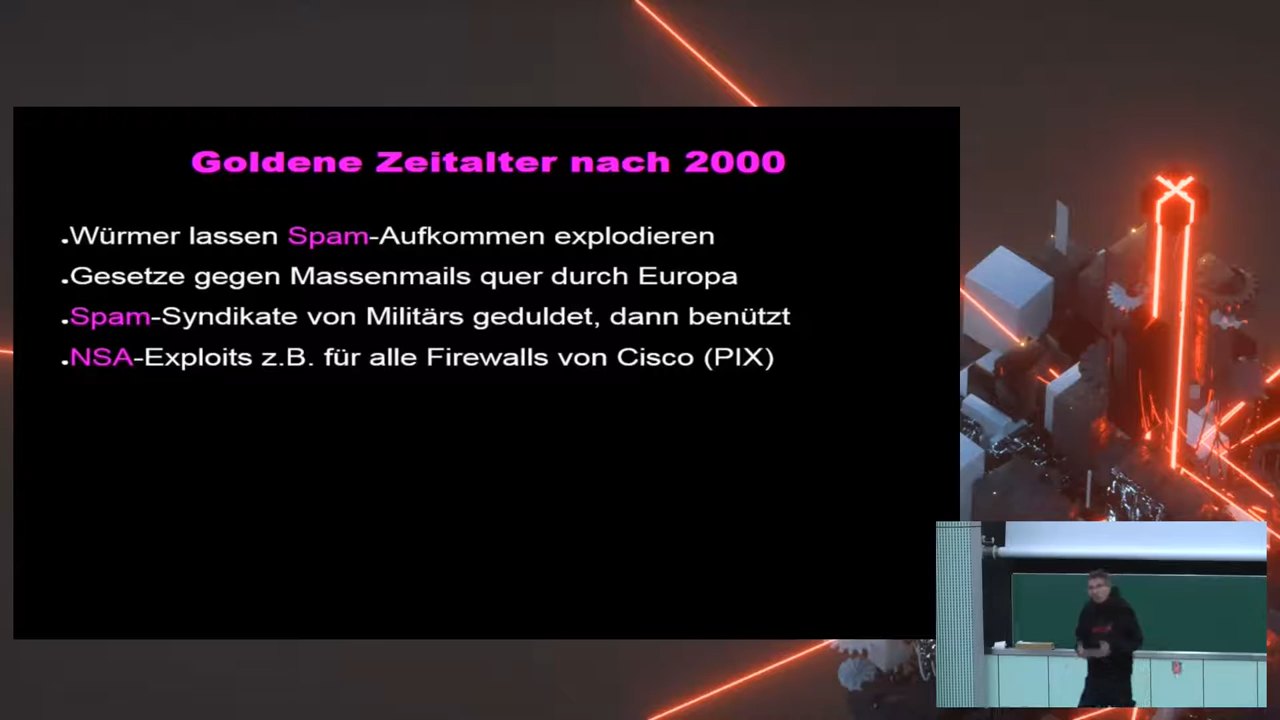 Goldene Zeitalter nach 2000
.Würmer lassen Spam-Aufkommen explodieren
.Gesetze gegen Massenmails quer durch Europa
.Spam-Syndikate von Militärs geduldet, dann benützt
.NSA-Exploits z.B. für alle Firewalls von Cisco (PIX)